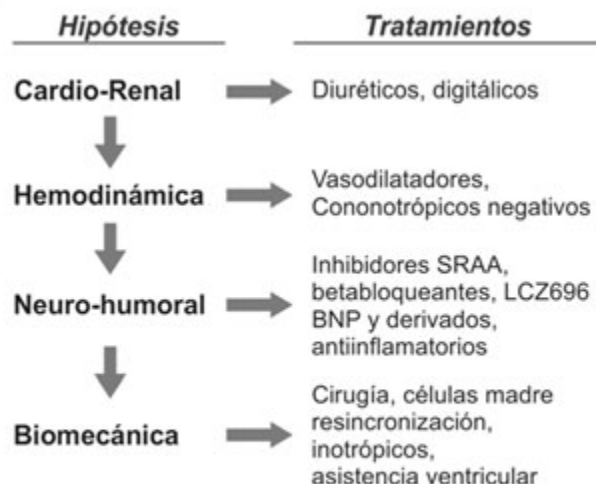 Hipótesis
Tratamientos
Cardio-Renal
Diuréticos, digitálicos
Hemodinámica
Vasodilatadores,
Cononotrópicos negativos
Neuro-humoral
Inhibidores SRAA,
betabloqueantes, LCZ696
BNP y derivados,
antiinflamatorios
Biomecánica
Cirugía, células madre
resincronización,
inotrópicos,
asistencia ventricular